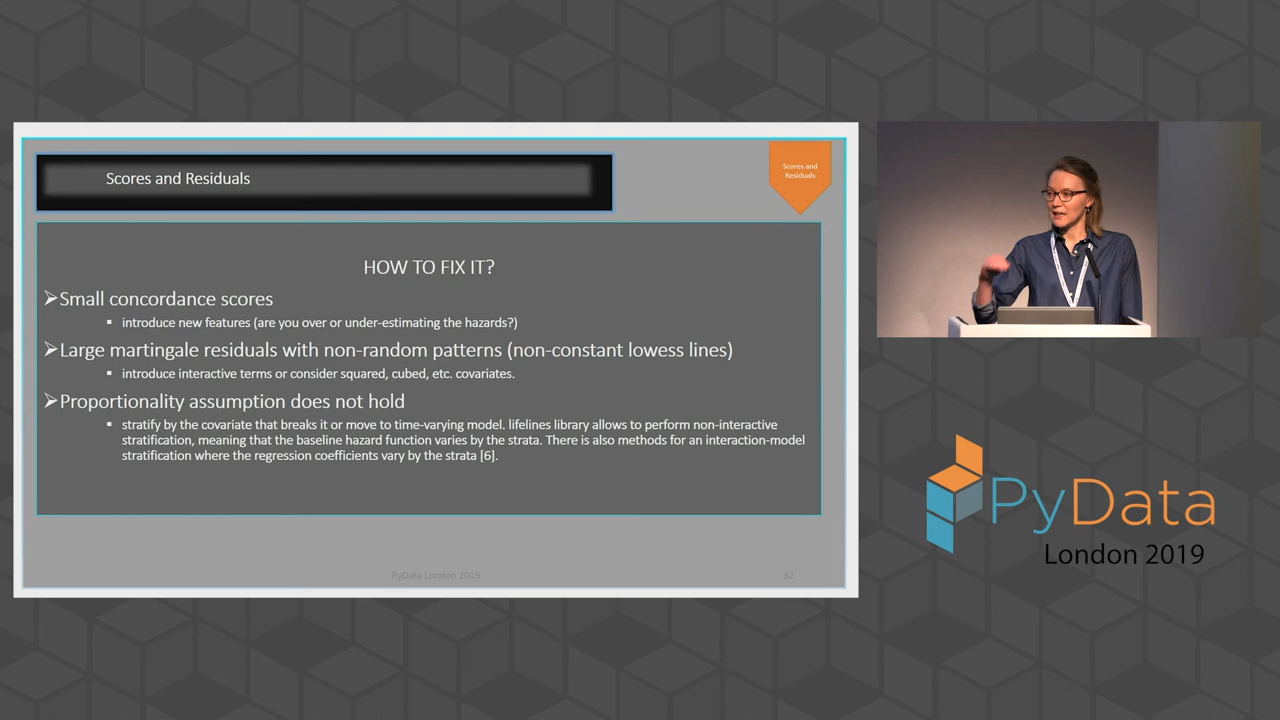 Scores and Residuals
Scores and
Residuals
HOW TO FIX IT?
➢Small concordance scores
▪ introduce new features (are you over or under-estimating the hazards?)
➢Large martingale residuals with non-random patterns (non-constant lowess lines)
▪ introduce interactive terms or consider squared, cubed, etc. covariates.
➢Proportionality assumption does not hold
▪ stratify by the covariate that breaks it or move to time-varying model. lifelines library allows to perform non-interactive
stratification, meaning that the baseline hazard function varies by the strata. There is also methods for an interaction-model
stratification where the regression coefficients vary by the strata [6].
PyData London 2019
32
PyData
London 2019